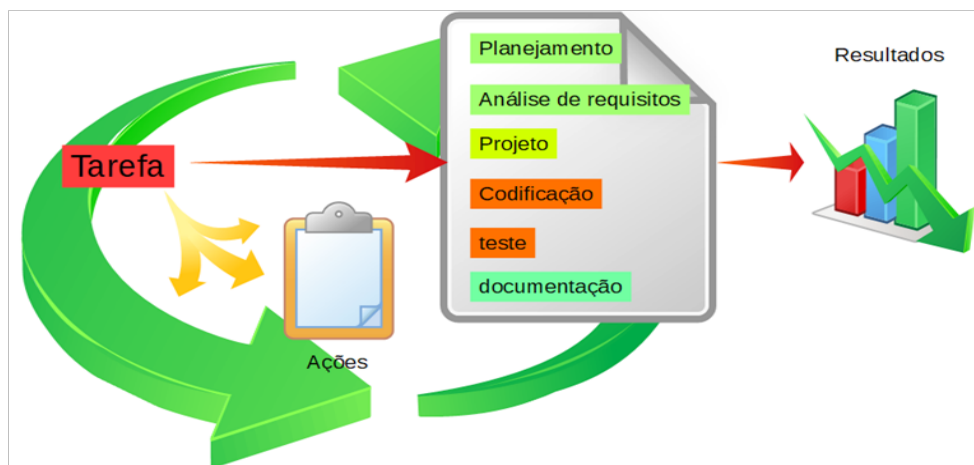 Planejamento
Resultados
Análise de requisitos
Projeto
Tarefa
Codificação
teste
documentação
Ações